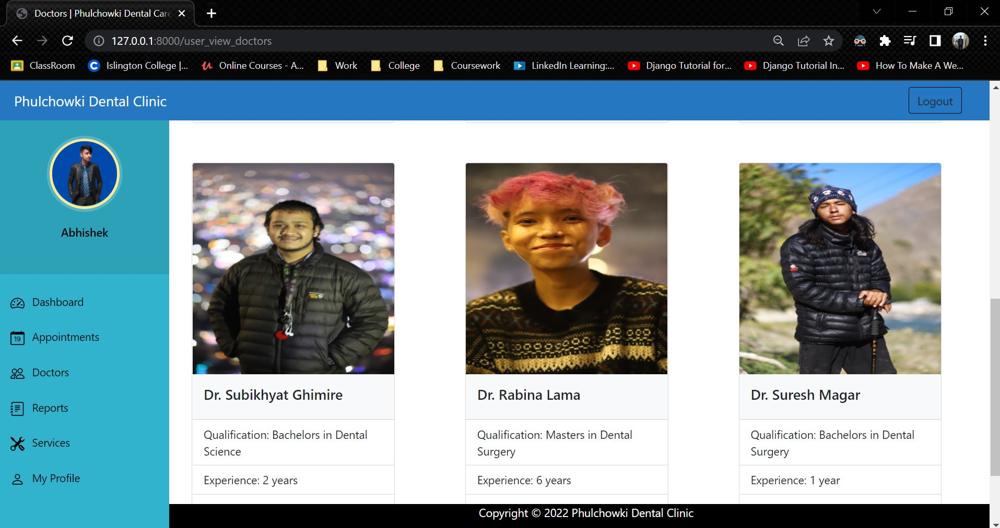 Doctors | Phulchowki Dental Care
127.0.0.1:8000/user_view_doctors
ClassRoom
Islington College |...
Online Courses - A...
Work
College
Coursework
LinkedIn Learning:...
Django Tutorial for...
Django Tutorial In...
How To Make A We...
Phulchowki Dental Clinic
Logout
Abhishek
Dashboard
19
Appointments
Doctors
Reports
Services
My Profile
Dr. Subikhyat Ghimire
Qualification: Bachelors in Dental
Science
Experience: 2 years
Dr. Rabina Lama
Qualification: Masters in Dental
Surgery
Experience: 6 years
Dr. Suresh Magar
Qualification: Bachelors in Dental
Surgery
Experience: 1 year
Copyright © 2022 Phulchowki Dental Clinic